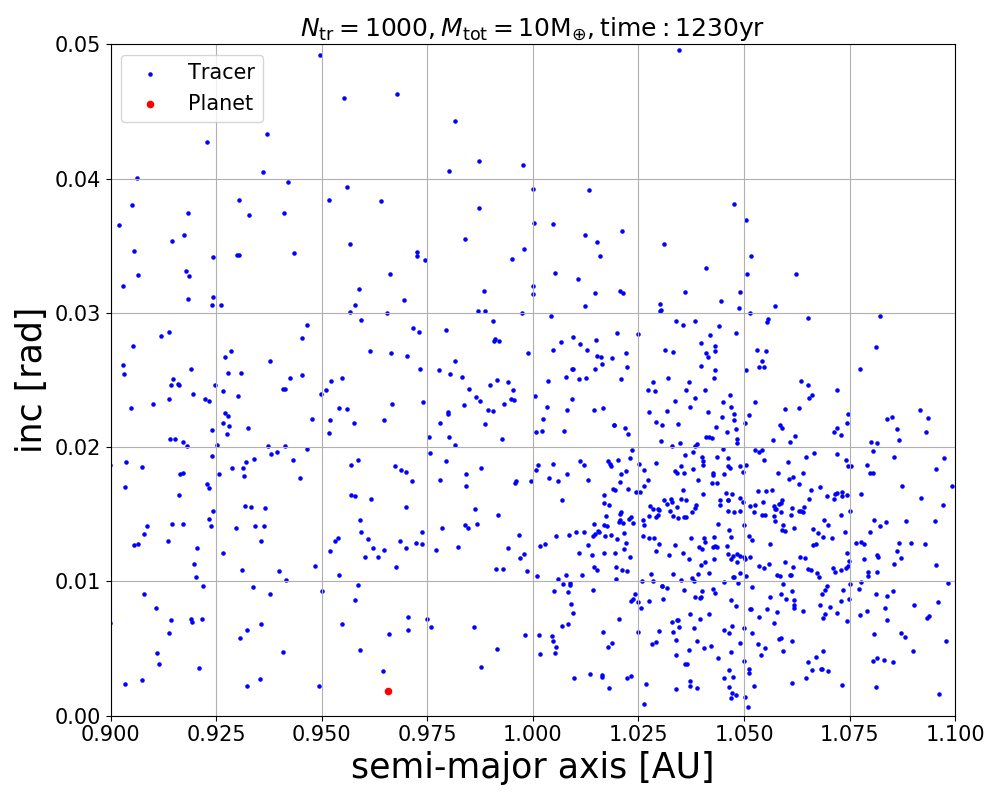 N_tr = 1000, M_tot = 10M_⊕, time : 1230yr
Tracer
Planet
0.05
0.04
0.03
0.02
0.01
0.00
inc [rad]
0.900 0.925 0.950 0.975 1.000 1.025 1.050 1.075 1.100
semi-major axis [AU]